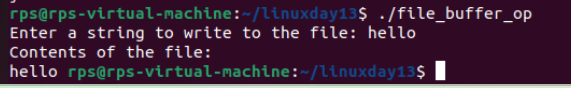 rps@rps-virtual-machine:~/linuxday13$ ./file_buffer_op
Enter a string to write to the file: hello
Contents of the file:
hello rps@rps-virtual-machine:~/linuxday13$